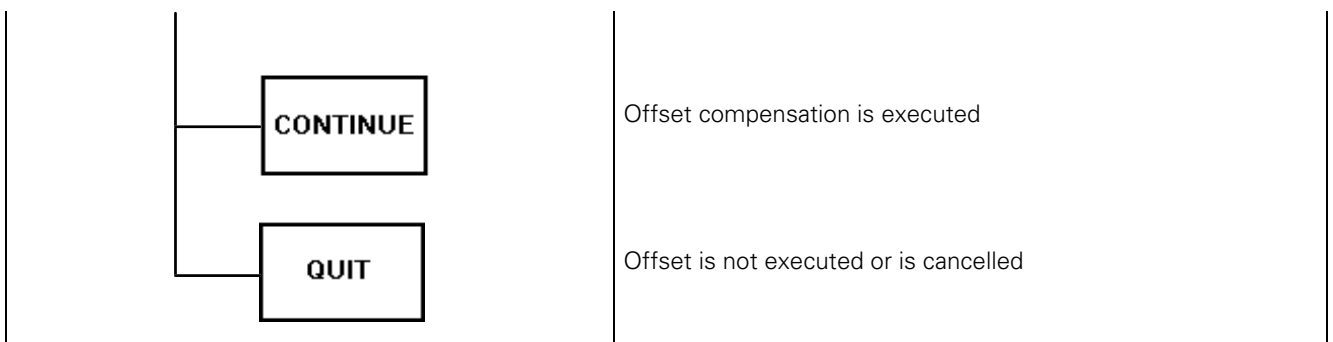 CONTINUE
Offset compensation is executed
QUIT
Offset is not executed or is cancelled